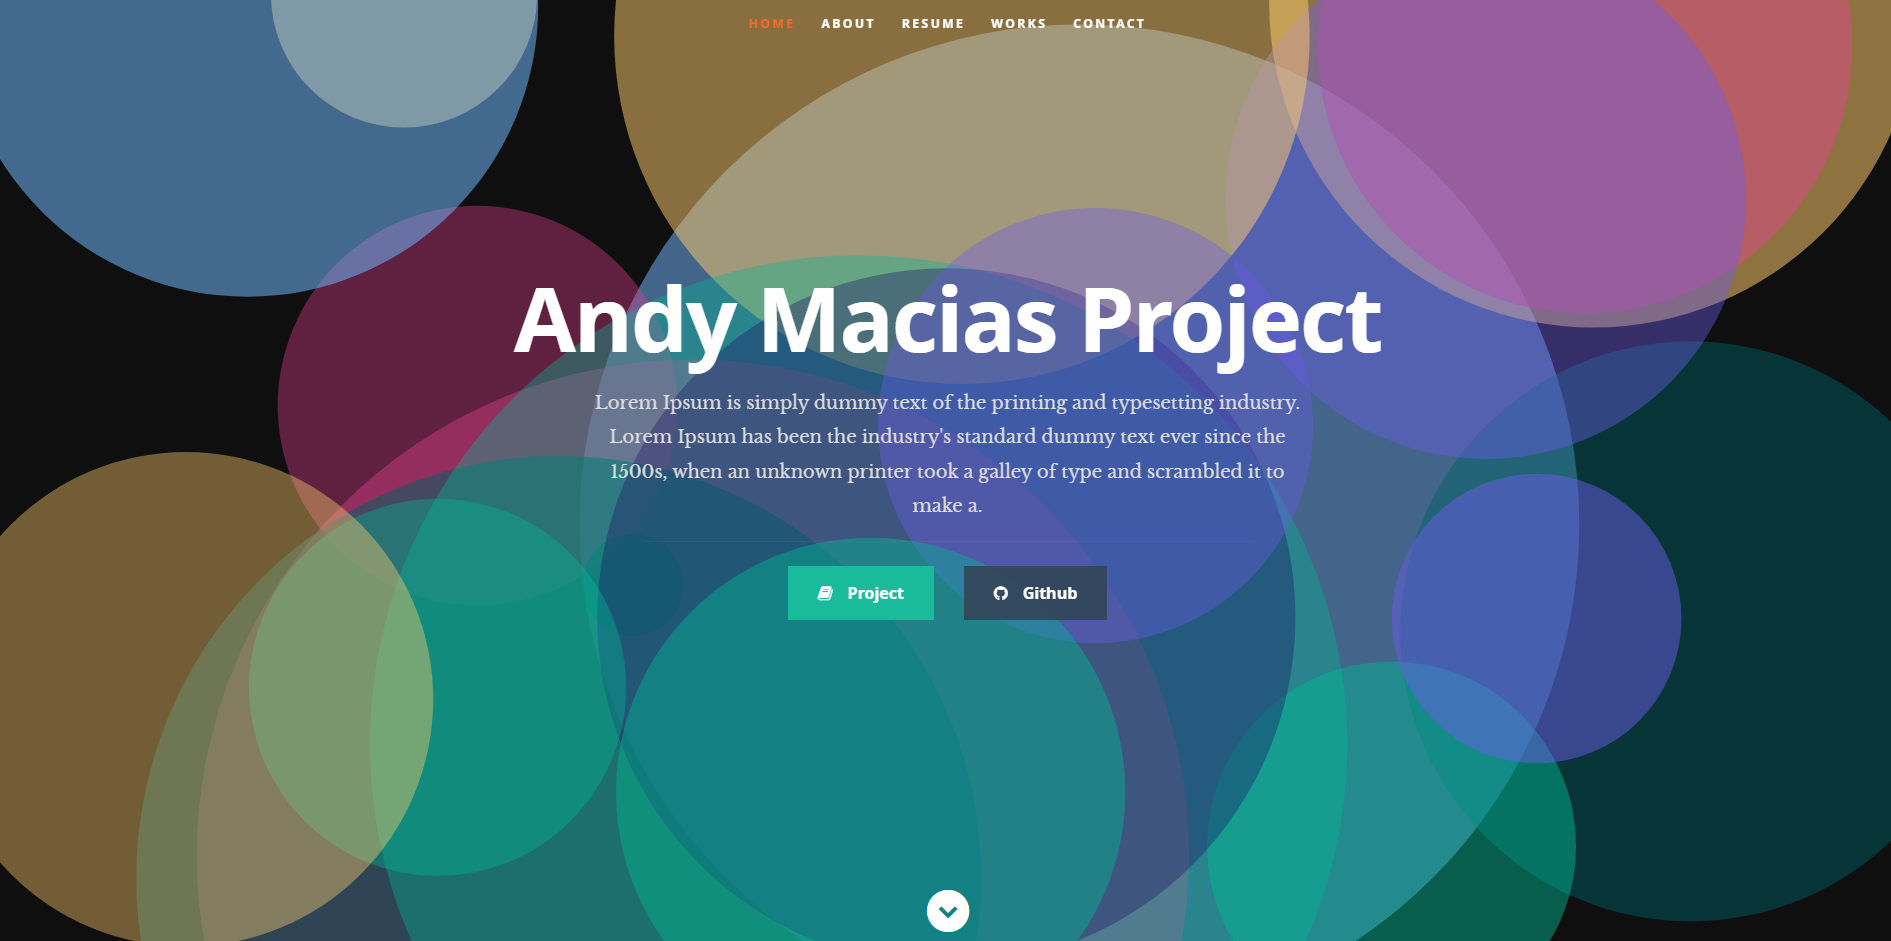 HOME ABOUT RESUME WORKS CONTACT
Andy Macias Project
Lorem Ipsum is simply dummy text of the printing and typesetting industry.
Lorem Ipsum has been the industry's standard dummy text ever since the
1500s, when an unknown printer took a galley of type and scrambled it to
make a.
Project Github